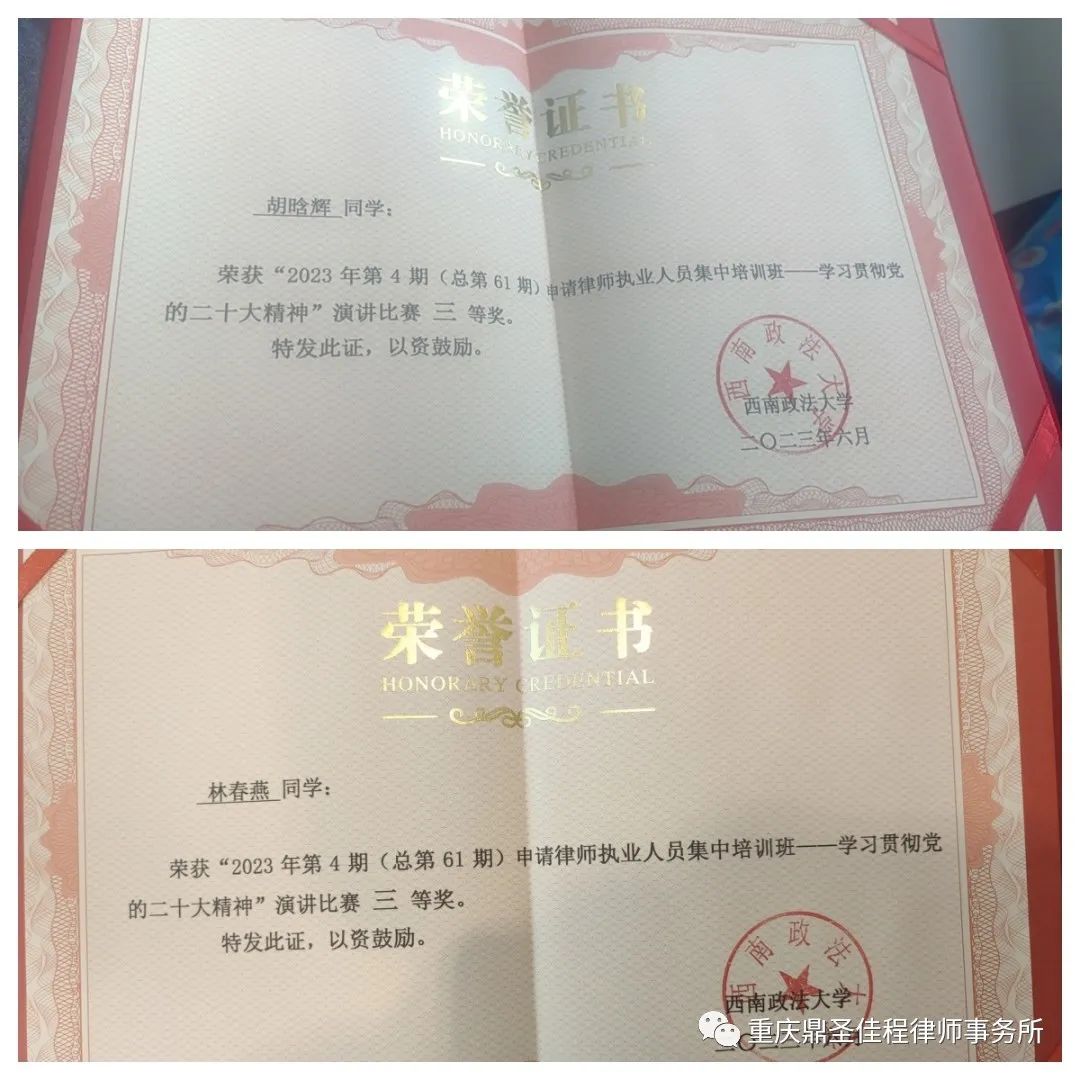 荣誉证书
HONORARY CREDENTIAL
胡晗辉 同学：
荣获“2023年第4期（总第61期）申请律师执业人员集中培训班——学习贯彻党
的二十大精神”演讲比赛 三 等奖。
特发此证，以资鼓励。
西南政法大学
西南政法大学
二〇二三年六月
荣誉证书
HONORARY CREDENTIAL
林春燕 同学：
荣获“2023年第4期（总第61期）申请律师执业人员集中培训班——学习贯彻党
的二十大精神”演讲比赛 三 等奖。
特发此证，以资鼓励。
西南政法大
西南政法大学
重庆鼎圣佳程律师事务所